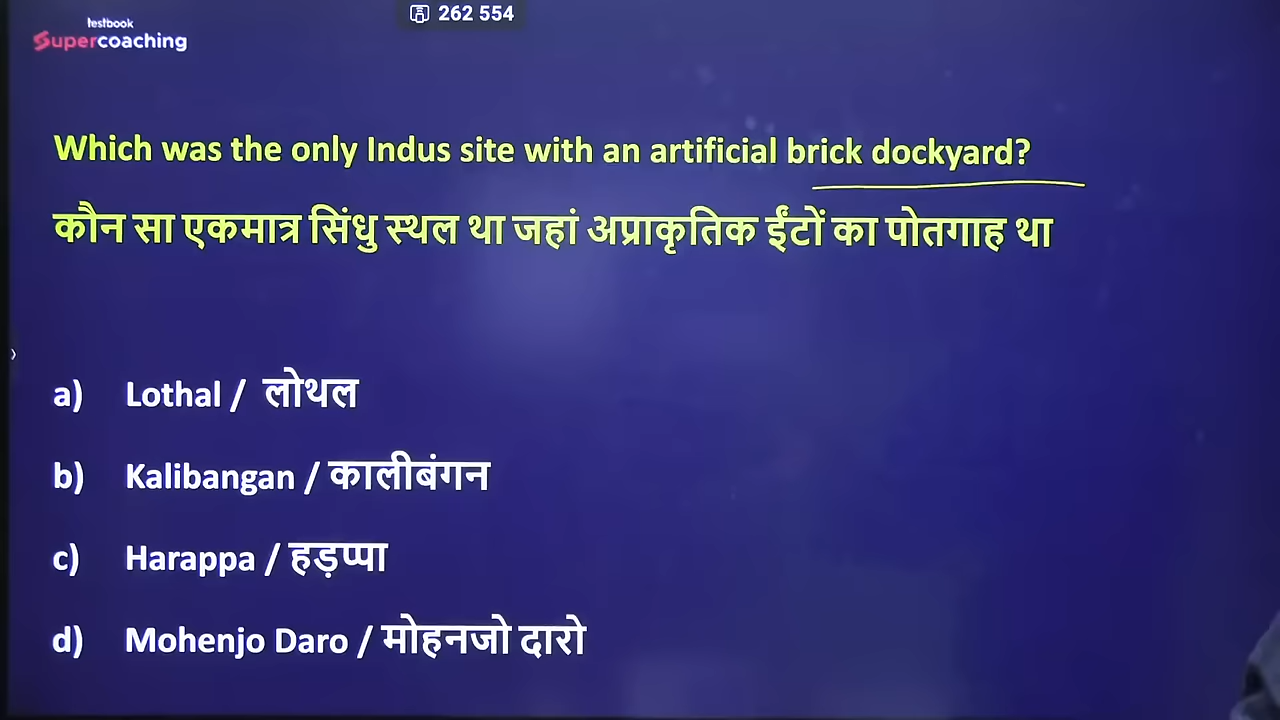 testbook
Supercoaching
262 554
Which was the only Indus site with an artificial brick dockyard?
कौन सा एकमात्र सिंधु स्थल था जहां अप्राकृतिक ईंटों का पोतगाह था
a) Lothal / लोथल
b) Kalibangan / कालीबंगन
c) Harappa / हड़प्पा
d) Mohenjo Daro / मोहनजो दारो